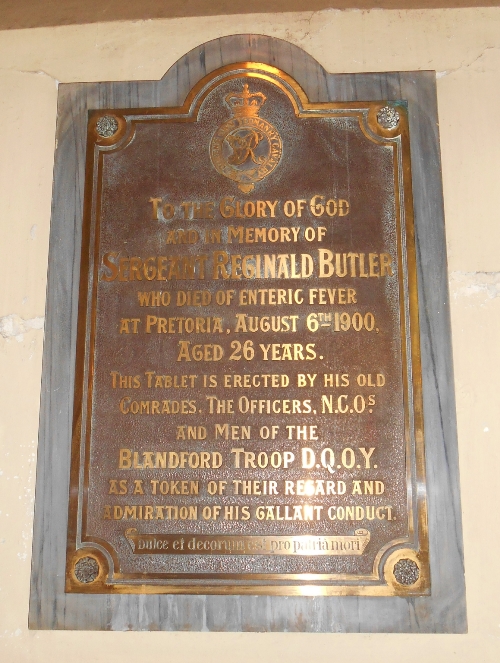 To the Glory of God
and in Memory of
Sergeant Reginald Butler
who died of enteric fever
at Pretoria, August 6TH 1900,
Aged 26 years.
This Tablet is erected by his old
Comrades, The Officers, N.C.Os
and Men of the
Blandford Troop D.Q.O.Y.
as a token of their regard and
admiration of his gallant conduct.
Dulce et decorum est pro patria mori